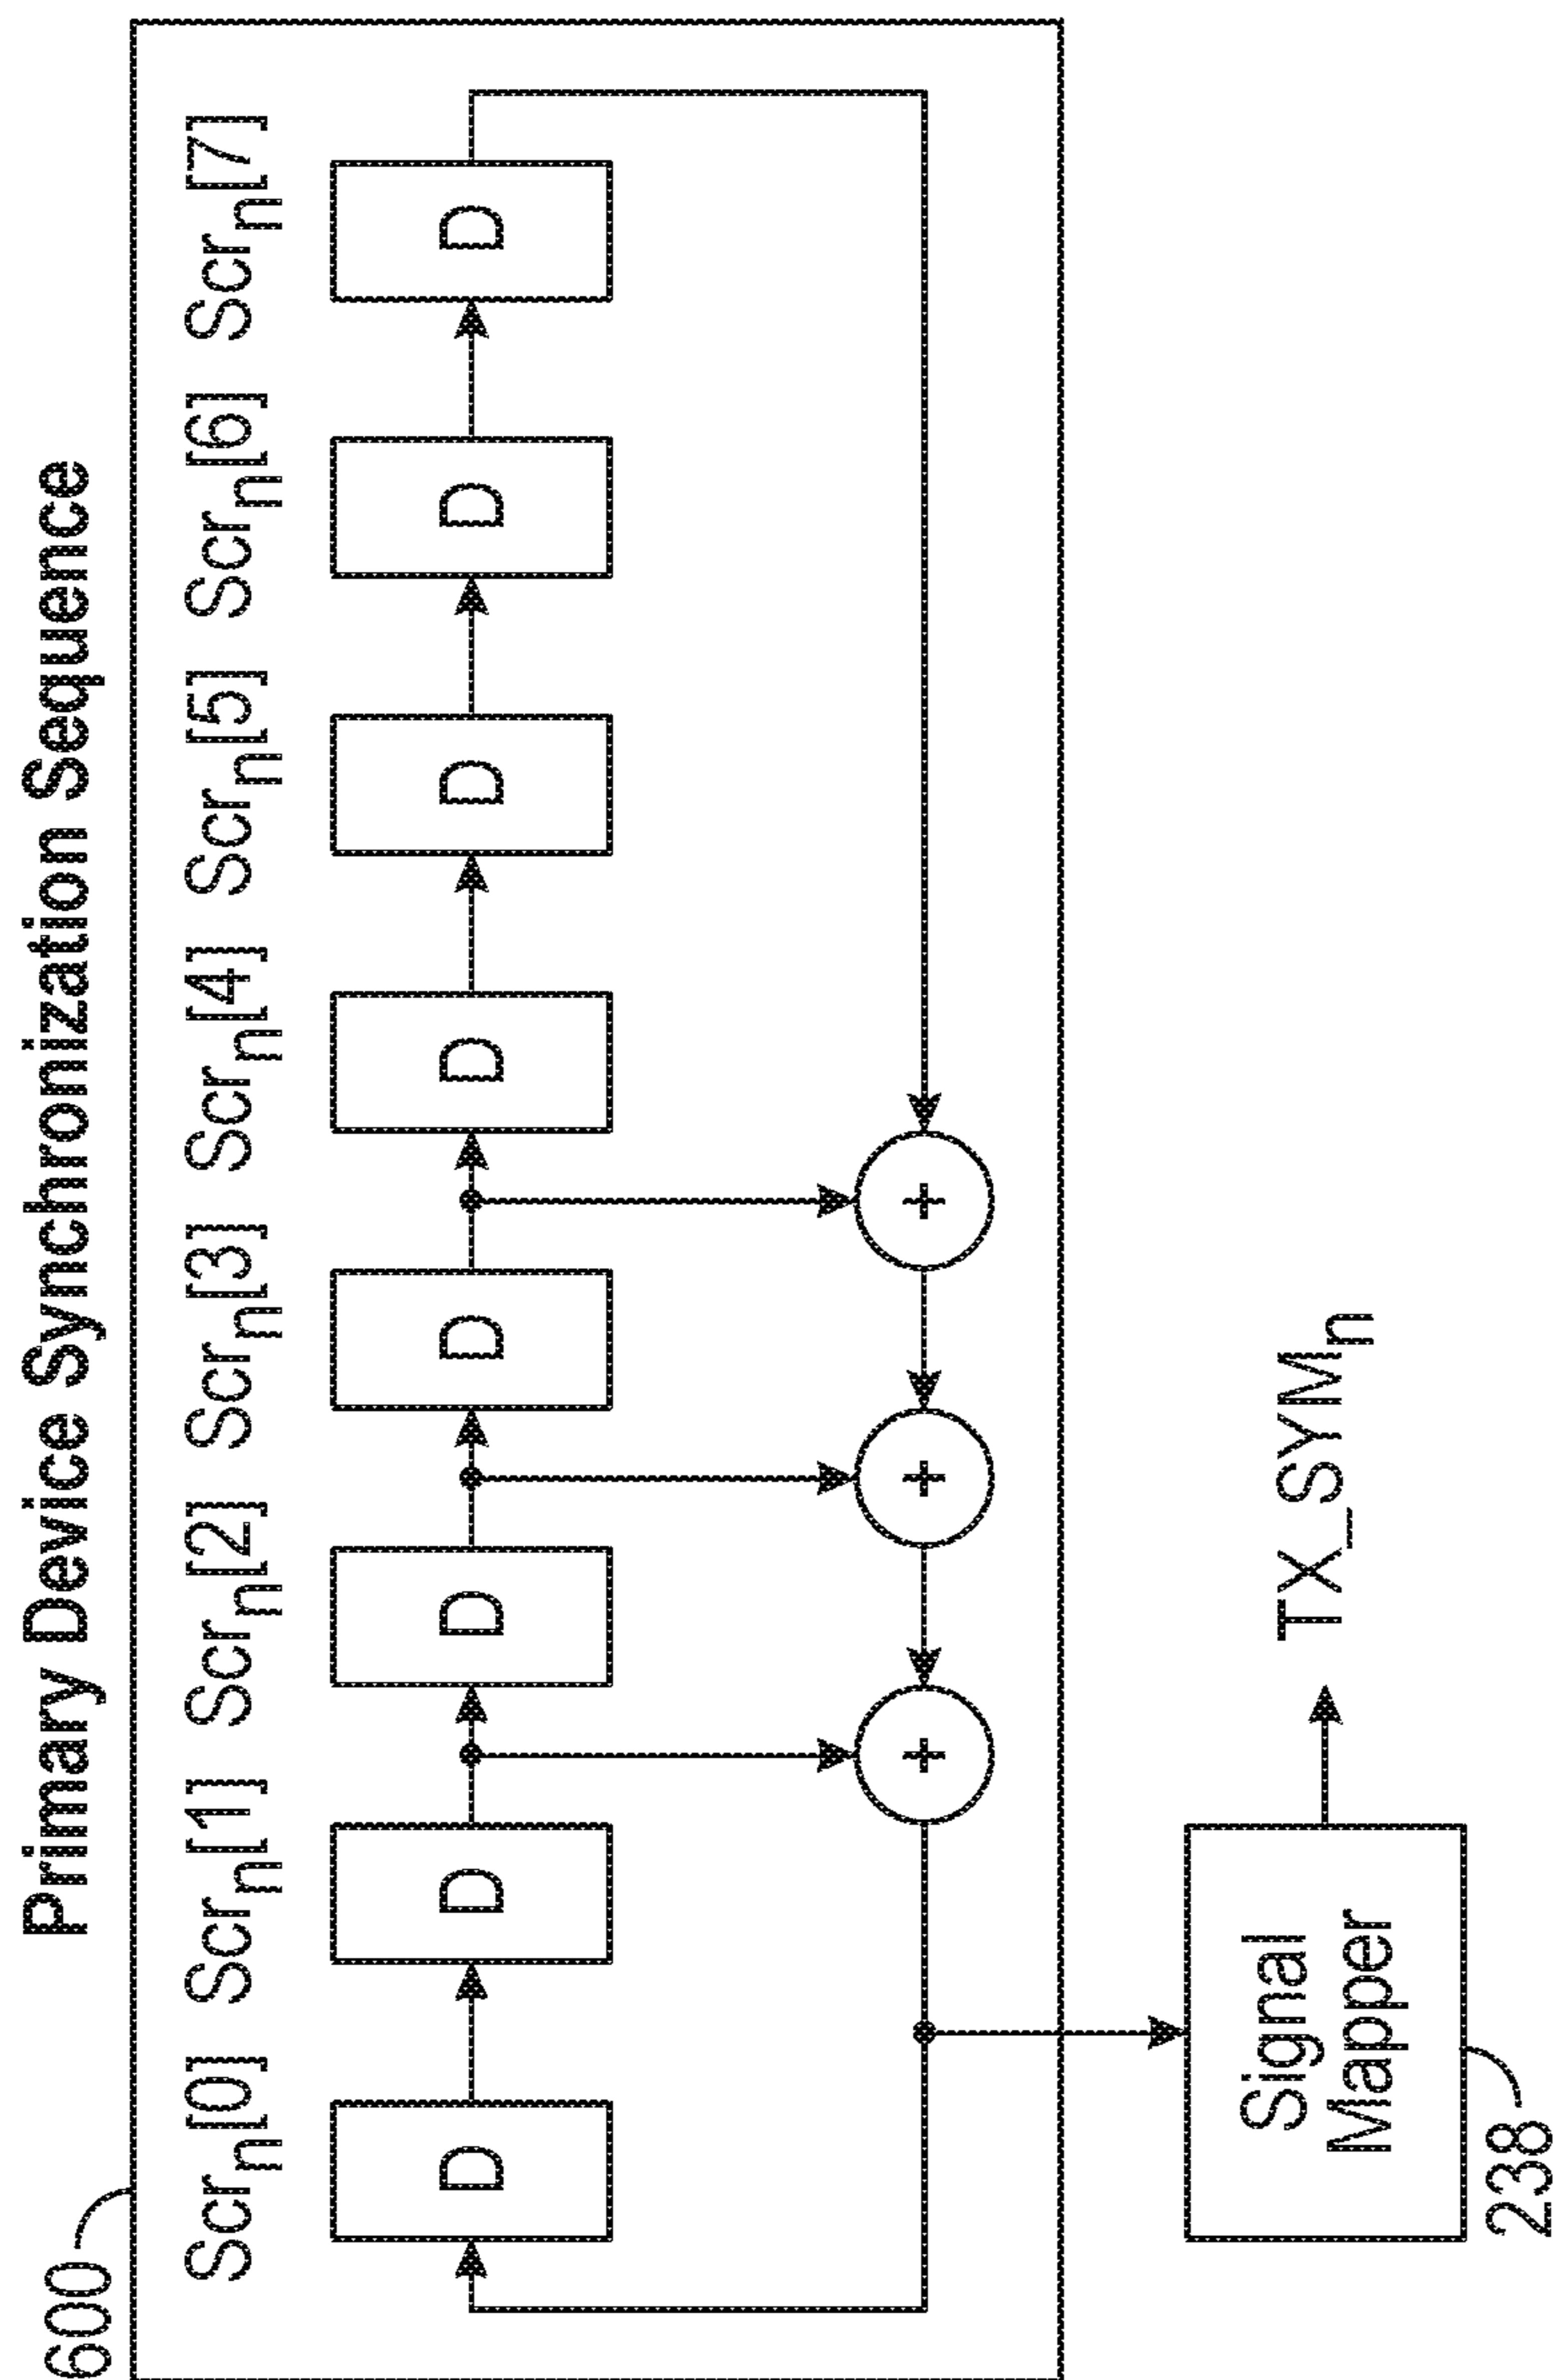 Primary Device Synchronization Sequence
600
Scrn[0] Scrn[1] Scrn[2] Scrn[3] Scrn[4] Scrn[5] Scrn[6] Scrn[7]
D D D D D D D D
+ + +
Signal
Mapper
TX_SYMn
238